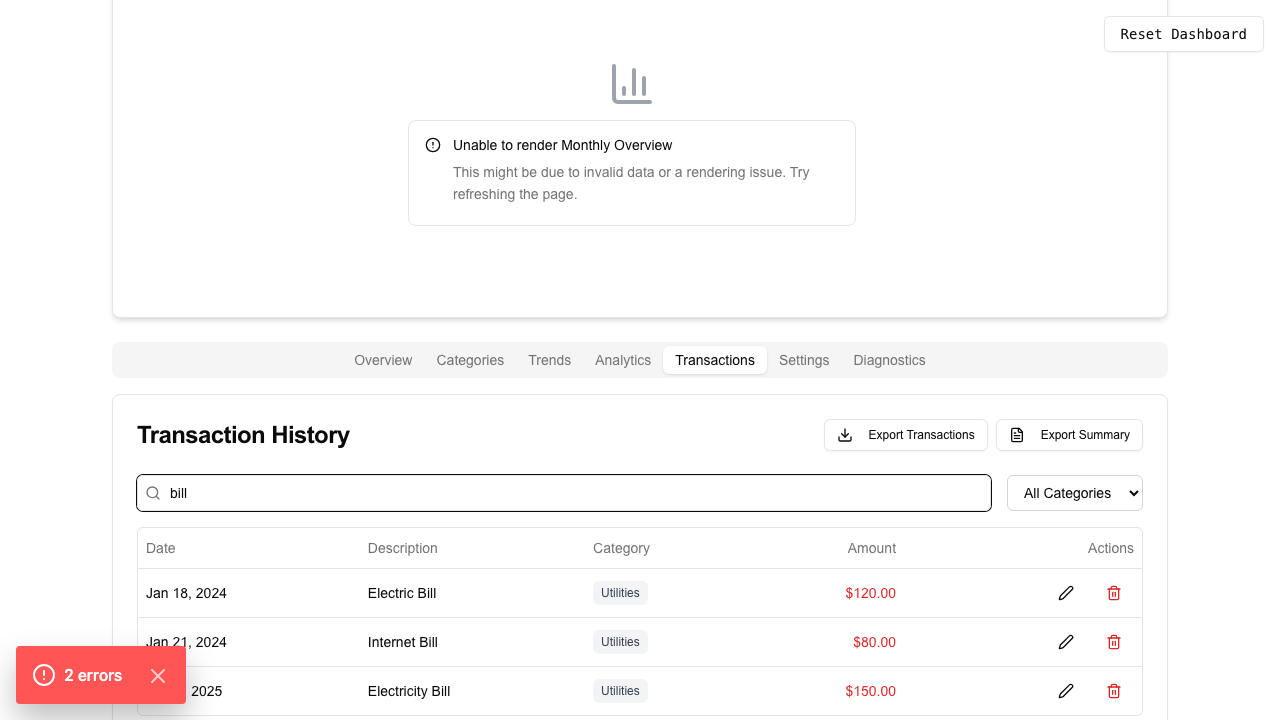 Reset Dashboard
Unable to render Monthly Overview
This might be due to invalid data or a rendering issue. Try
refreshing the page.
Overview Categories Trends Analytics Transactions Settings Diagnostics
Transaction History
Export Transactions
Export Summary
bill
All Categories
Date Description Category Amount Actions
Jan 18, 2024 Electric Bill Utilities $120.00
Jan 21, 2024 Internet Bill Utilities $80.00
2025 Electricity Bill Utilities $150.00
2 errors